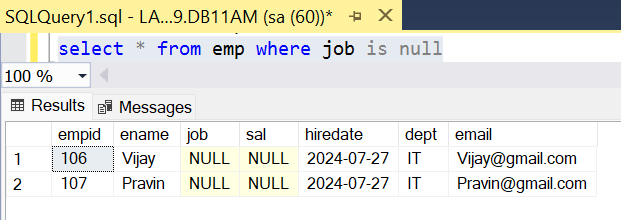 SQLQuery1.sql - LA...9.DB11AM (sa (60))*
select * from emp where job is null
100 %
Results Messages
empid ename job sal hiredate dept email
1 106 Vijay NULL NULL 2024-07-27 IT Vijay@gmail.com
2 107 Pravin NULL NULL 2024-07-27 IT Pravin@gmail.com